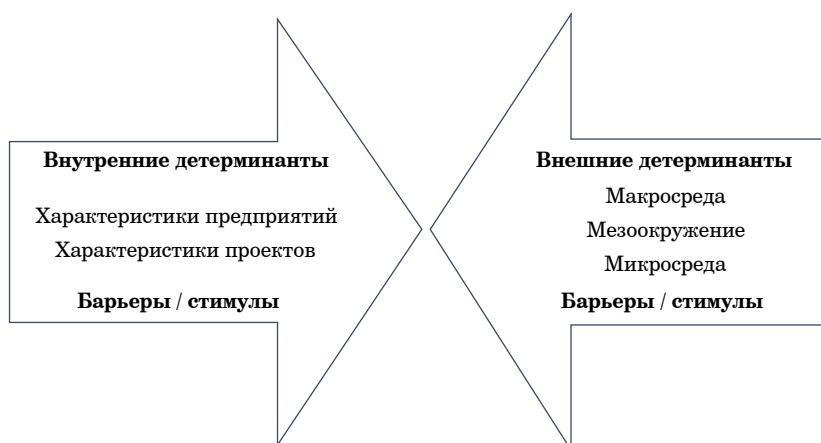 Внутренние детерминанты
Характеристики предприятий
Характеристики проектов
Барьеры / стимулы
Внешние детерминанты
Макросреда
Мезоокружение
Микросреда
Барьеры / стимулы